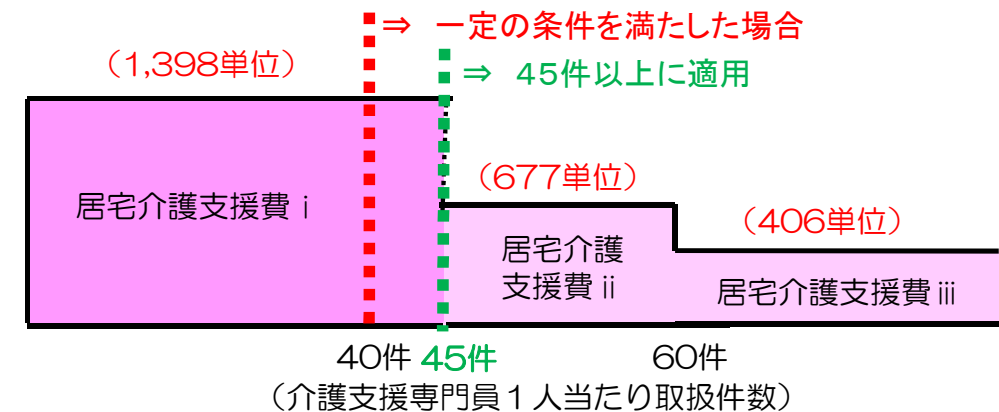 ⇒ 一定の条件を満たした場合
(1,398単位)
⇒ 45件以上に適用
(677単位)
居宅介護支援費ⅰ
(406単位)
居宅介護
支援費ⅱ
居宅介護支援費ⅲ
40件 45件 60件
(介護支援専門員1人当たり取扱件数)